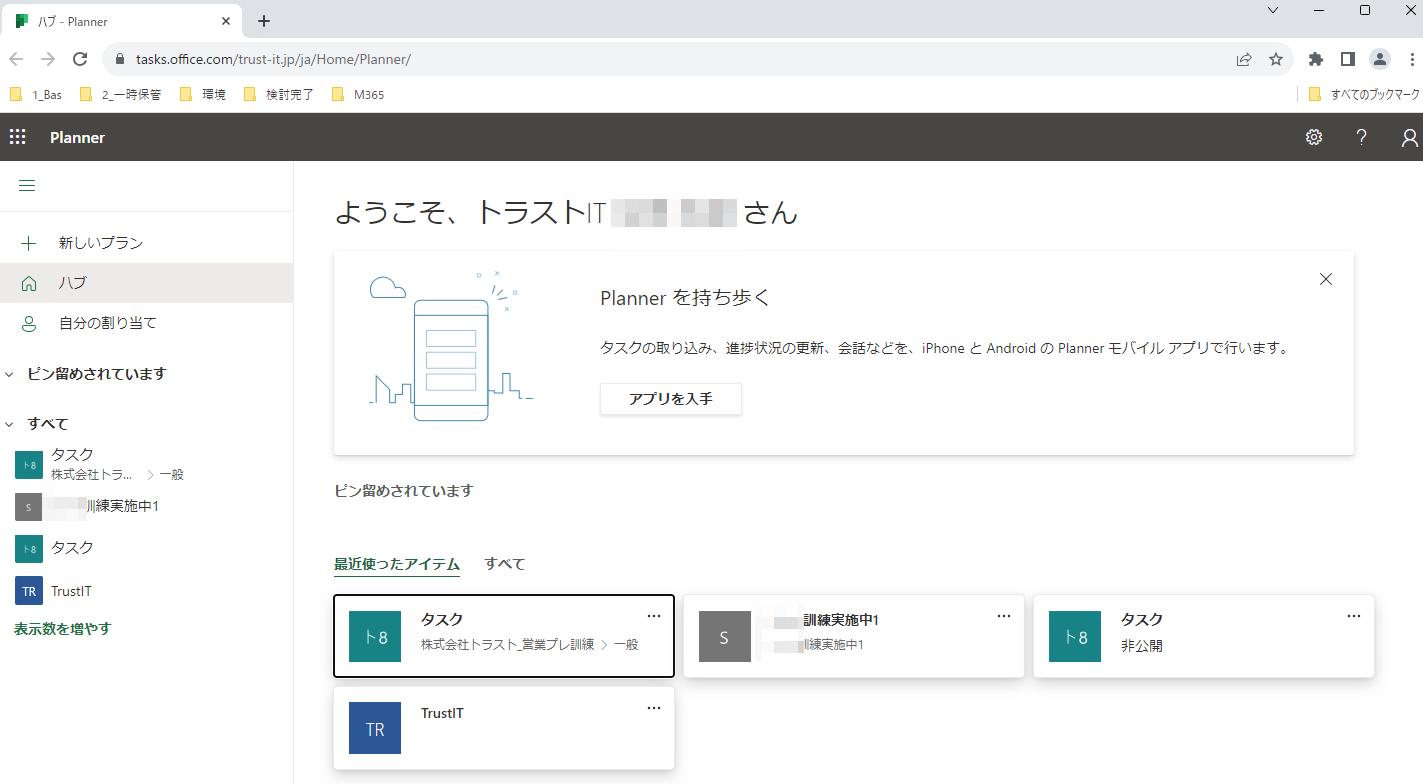 ハブ - Planner
tasks.office.com/trust-it.jp/ja/Home/Planner/
1_Bas
2_一時保管
環境
検討完了
M365
すべてのブックマーク
Planner
新しいプラン
ハブ
自分の割り当て
ピン留めされています
すべて
ト8
タスク
株式会社トラ... 一般
S
訓練実施中1
ト8
タスク
TR
TrustIT
表示数を増やす
ようこそ、トラストIT さん
Planner を持ち歩く
タスクの取り込み、進捗状況の更新、会話などを、iPhone と Android の Planner モバイル アプリで行います。
アプリを入手
ピン留めされています
最近使ったアイテム
すべて
ト8
タスク
株式会社トラスト_営業プレ訓練 一般
S
訓練実施中1
訓練実施中1
ト8
タスク
非公開
TR
TrustIT